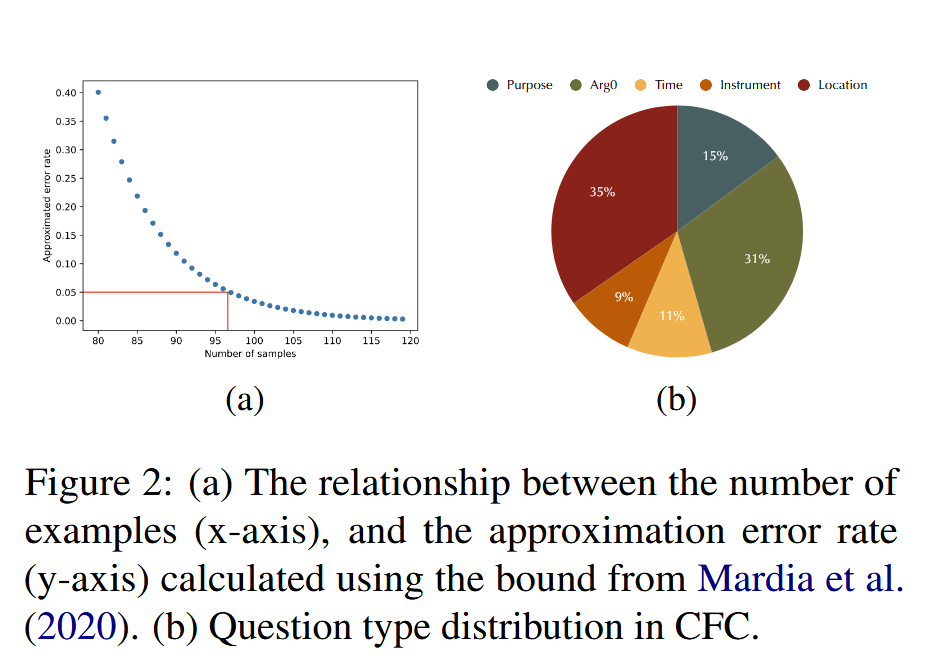 0.40
0.35
0.30
0.25
0.20
0.15
0.10
0.05
0.00
Approximated error rate
80 85 90 95 100 105 110 115 120
Number of samples
(a)
Purpose Arg0 Time Instrument Location
15%
35%
31%
9%
11%
(b)
Figure 2: (a) The relationship between the number of
examples (x-axis), and the approximation error rate
(y-axis) calculated using the bound from Mardia et al.
(2020). (b) Question type distribution in CFC.